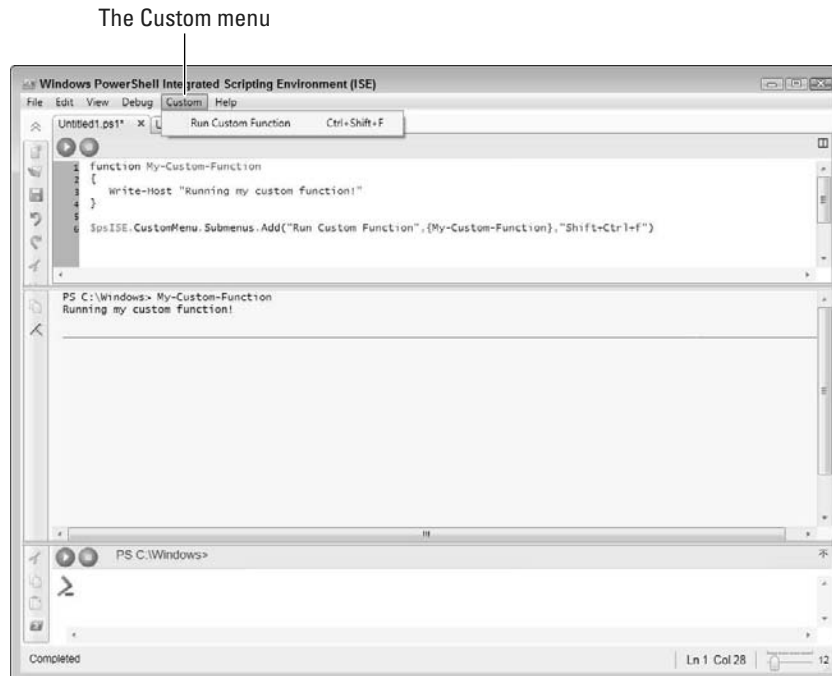 The Custom menu
Windows PowerShell Integrated Scripting Environment (ISE)
File Edit View Debug Custom Help
Untitled1.ps1* X
Run Custom Function Ctrl+Shift+F
1 function My-Custom-Function
2 {
3 Write-Host "Running my custom function!"
4 }
5
6 $psISE.CustomMenu.Submenus.Add("Run Custom Function",{My-Custom-Function},"Shift+Ctrl+f")
PS C:\Windows> My-Custom-Function
Running my custom function!
PS C:\Windows>
Completed
Ln 1 Col 28
12